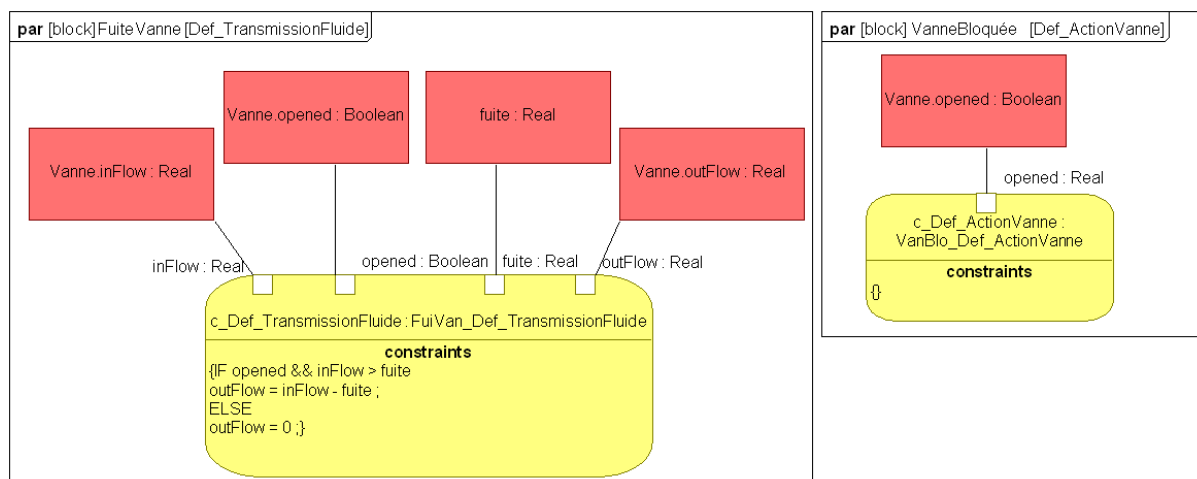 par [block] FuiteVanne [Def_TransmissionFluide]
Vanne.opened : Boolean
fuite : Real
Vanne.inFlow : Real
Vanne.outFlow : Real
inFlow : Real
opened : Boolean
fuite : Real
outFlow : Real
c_Def_TransmissionFluide : FuiVan_Def_TransmissionFluide
constraints
{IF opened && inFlow > fuite
outFlow = inFlow - fuite ;
ELSE
outFlow = 0 ;}
par [block] VanneBloquée [Def_ActionVanne]
Vanne.opened : Boolean
opened : Real
c_Def_ActionVanne :
VanBlo_Def_ActionVanne
constraints
{}